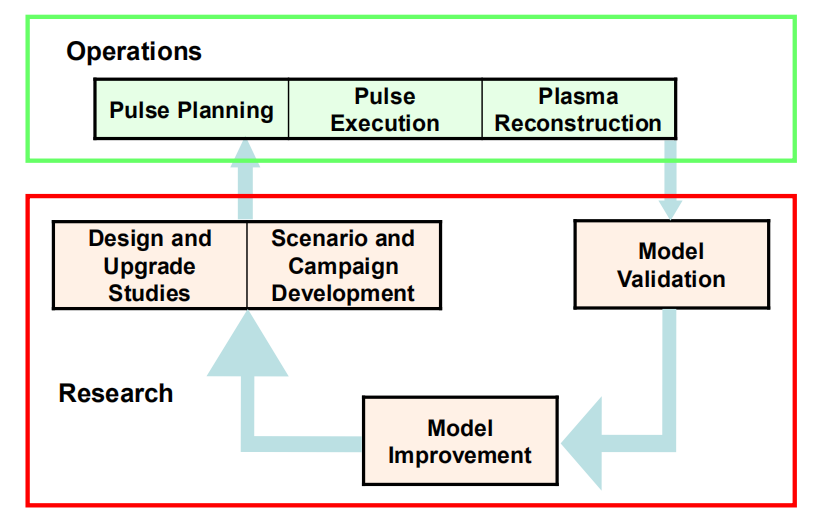 Operations
Pulse Planning
Pulse
Execution
Plasma
Reconstruction
Design and
Upgrade
Studies
Scenario and
Campaign
Development
Model
Validation
Research
Model
Improvement